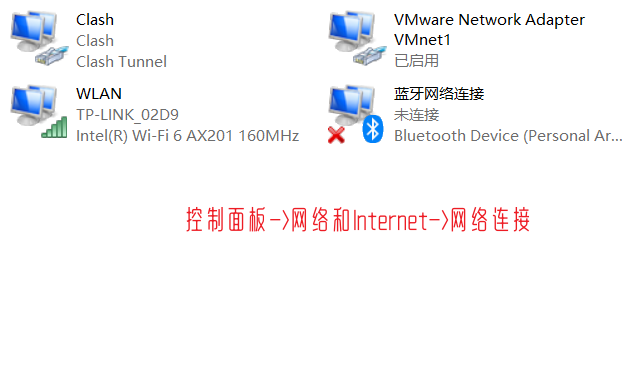 Clash
Clash
Clash Tunnel
VMware Network Adapter
VMnet1
已启用
WLAN
TP-LINK_02D9
Intel(R) Wi-Fi 6 AX201 160MHz
蓝牙网络连接
未连接
Bluetooth Device (Personal Ar...
控制面板->网络和Internet->网络连接